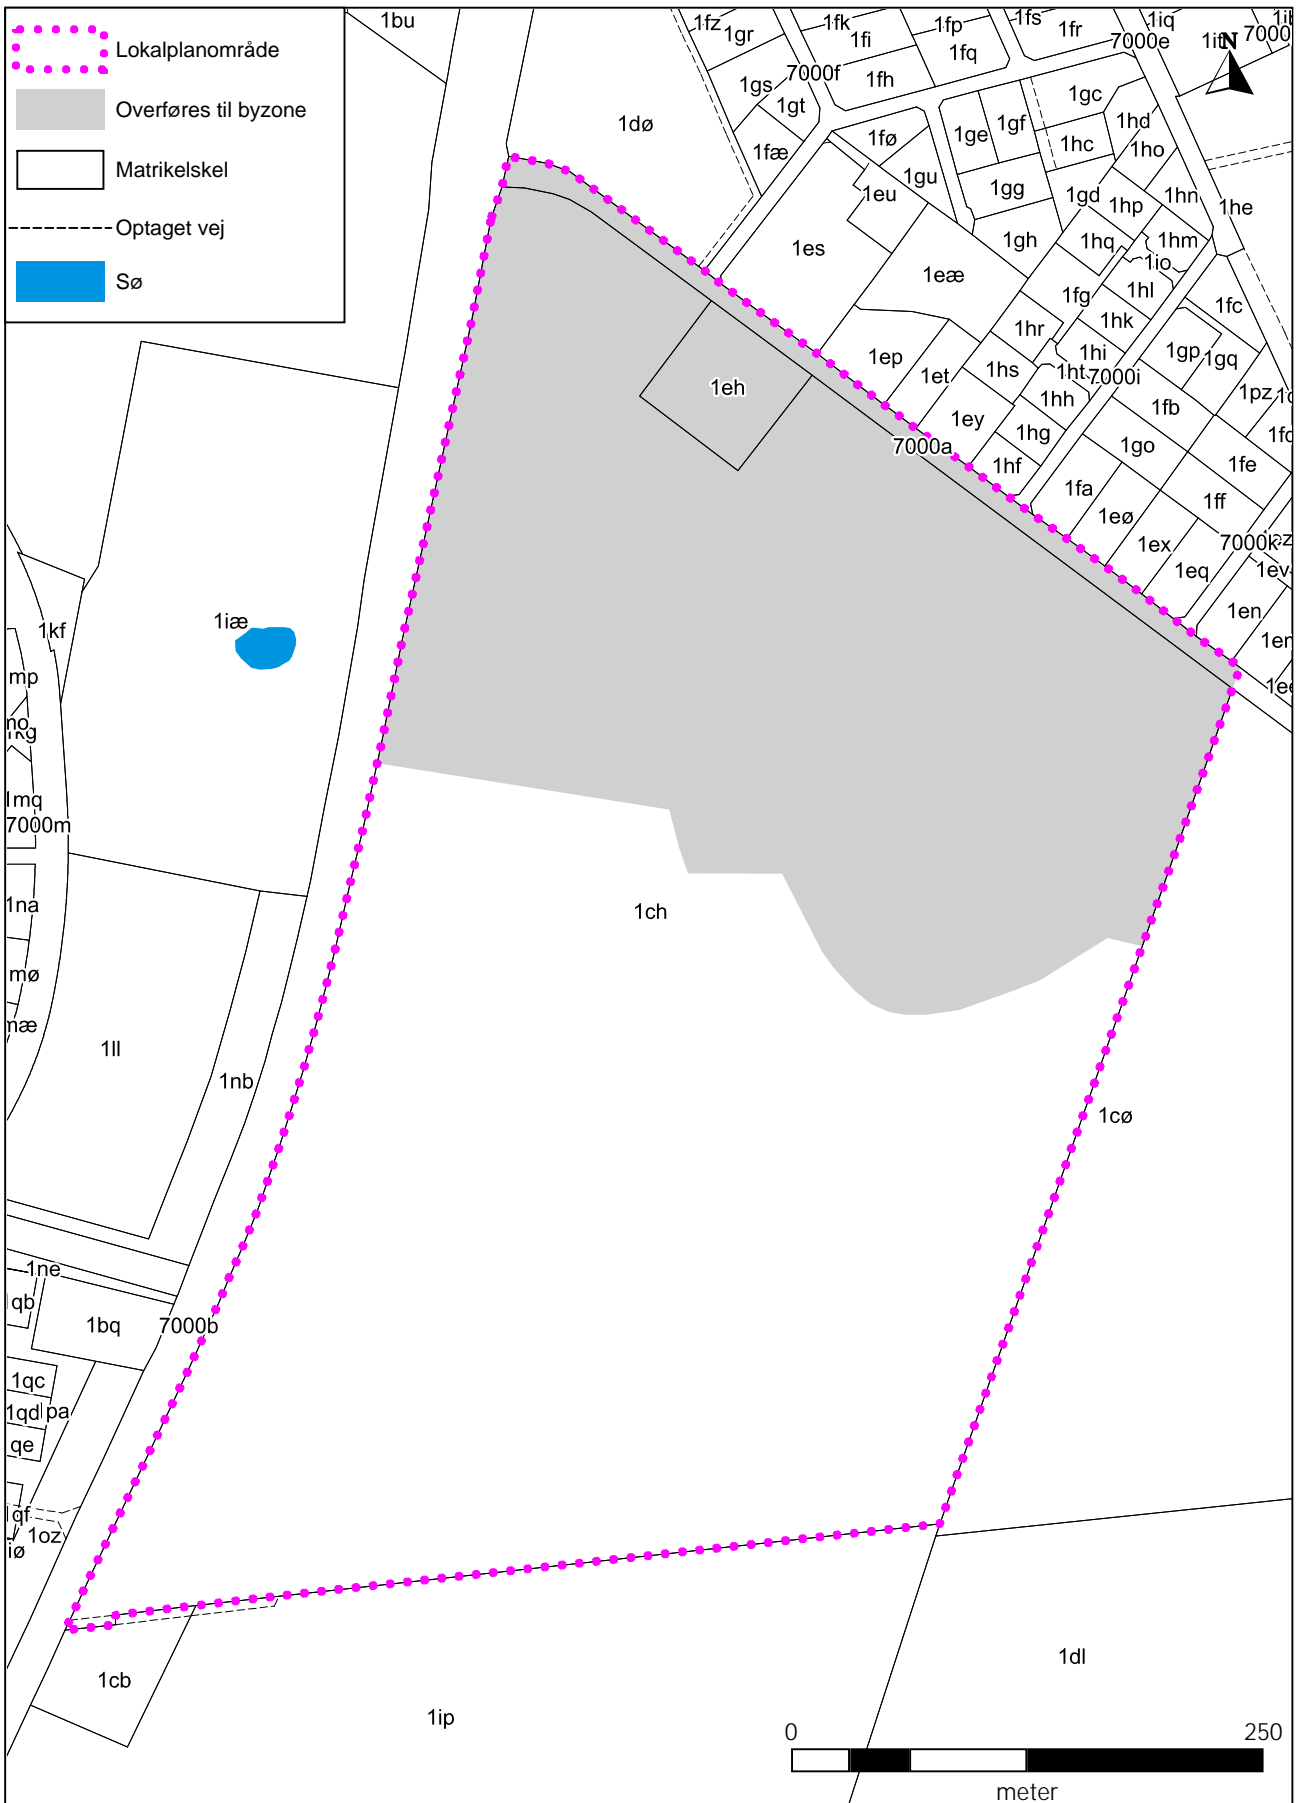 Lokalplanområde
Overføres til byzone
Matrikelskel
Optaget vej
Sø
1bu
1dø
1fz
1gr
1fk
1fi
1fp
1fq
1fs
1fr
1iq
7000e
N
7000
7000f
1fh
1gs
1gt
1fæ
1fø
1gu
1ge
1gf
1gc
1hd
1hc
1ho
1gg
1gd
1hp
1hn
1he
1eu
1es
1gh
1hq
1hm
1io
1eæ
1fg
1hl
1fc
1hr
1hk
1ep
1et
1hs
1hi
1ht
7000i
1gp
1gq
1eh
1hh
1pz
1ey
1hg
1fb
7000a
1hf
1go
1fe
1fa
1ff
1eø
1ex
7000k
1eq
1ev
1en
1iæ
1kf
mp
1mq
7000m
1na
mø
1ch
1ll
1nb
1cø
1ne
qb
1bq
7000b
1qc
1qd
pa
qe
qf
1oz
iø
1cb
1ip
1dl
0
250
meter